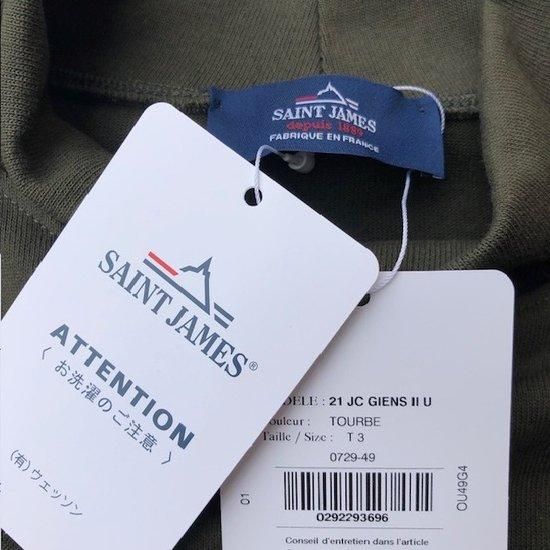 SAINT JAMES
depuis 1889
FABRIQUE EN FRANCE
SAINT JAMES®
ATTENTION
〈 お洗濯のご注意 〉
(有)ウエッソン
DELE : 21 JC GIENS II U
ouleur : TOURBE
Taille / Size : T 3
0729-49
01
OU49G4
0292293696
Conseil d'entretien dans l'article